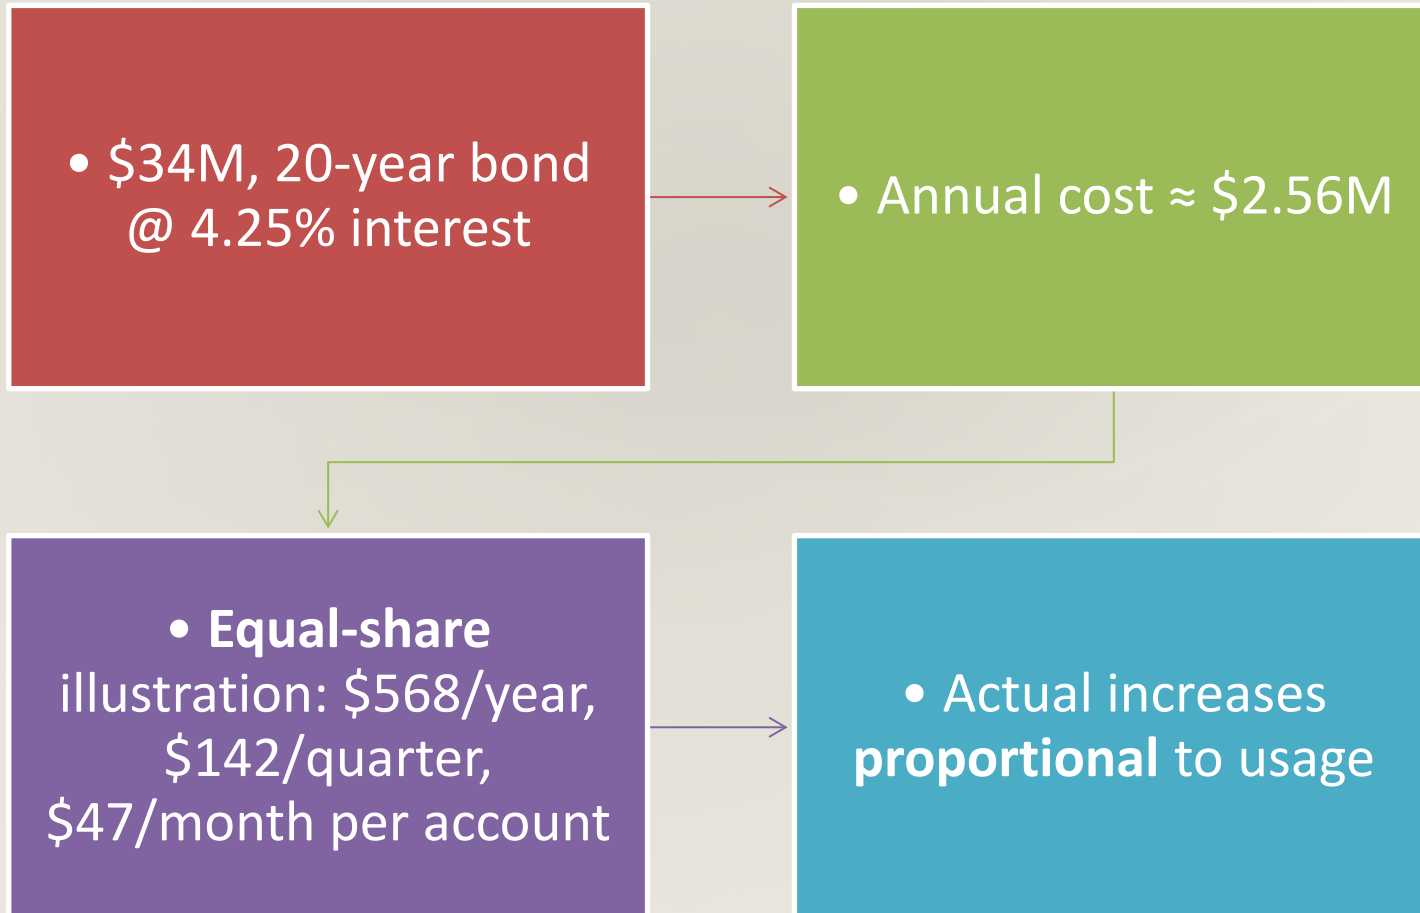 • $34M, 20-year bond
@ 4.25% interest
• Annual cost ≈ $2.56M
• Equal-share
illustration: $568/year,
$142/quarter,
$47/month per account
• Actual increases
proportional to usage